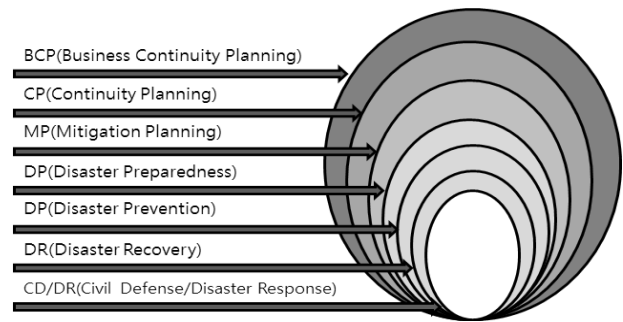 BCP(Business Continuity Planning)
CP(Continuity Planning)
MP(Mitigation Planning)
DP(Disaster Preparedness)
DP(Disaster Prevention)
DR(Disaster Recovery)
CD/DR(Civil Defense/Disaster Response)